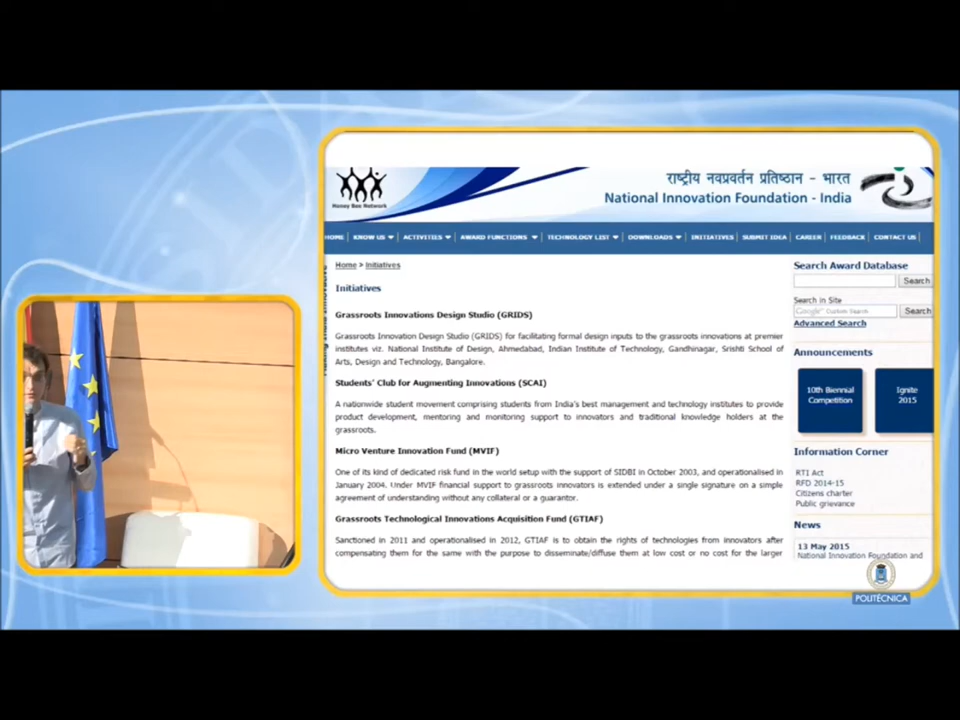 Honey Bee Network
राष्ट्रीय नवप्रवर्तन प्रतिष्ठान - भारत
National Innovation Foundation - India
HOME KNOW US ACTIVITIES AWARD FUNCTIONS TECHNOLOGY LIST DOWNLOADS INITIATIVES SUBMIT IDEA CAREER FEEDBACK CONTACT US
Home > Initiatives
Initiatives
Grassroots Innovations Design Studio (GRIDS)
Grassroots Innovation Design Studio (GRIDS) for facilitating formal design inputs to the grassroots innovations at premier
institutes viz. National Institute of Design, Ahmedabad, Indian Institute of Technology, Gandhinagar, Srishti School of
Arts, Design and Technology, Bangalore.
Students' Club for Augmenting Innovations (SCAI)
A nationwide student movement comprising students from India's best management and technology institutes to provide
product development, mentoring and monitoring support to innovators and traditional knowledge holders at the
grassroots.
Micro Venture Innovation Fund (MVIF)
One of its kind of dedicated risk fund in the world setup with the support of SIDBI in October 2003, and operationalised in
January 2004. Under MVIF financial support to grassroots innovators is extended under a single signature on a simple
agreement of understanding without any collateral or a guarantor.
Grassroots Technological Innovations Acquisition Fund (GTIAF)
Sanctioned in 2011 and operationalised in 2012, GTIAF is to obtain the rights of technologies from innovators after
compensating them for the same with the purpose to disseminate/diffuse them at low cost or no cost for the larger
Search Award Database
Search
Search in Site
Google Custom Search
Search
Advanced Search
Announcements
10th Biennial
Competition
Ignite
2015
Information Corner
RTI Act
RFD 2014-15
Citizens charter
Public grievance
News
13 May 2015
National Innovation Foundation and
POLITÉCNICA